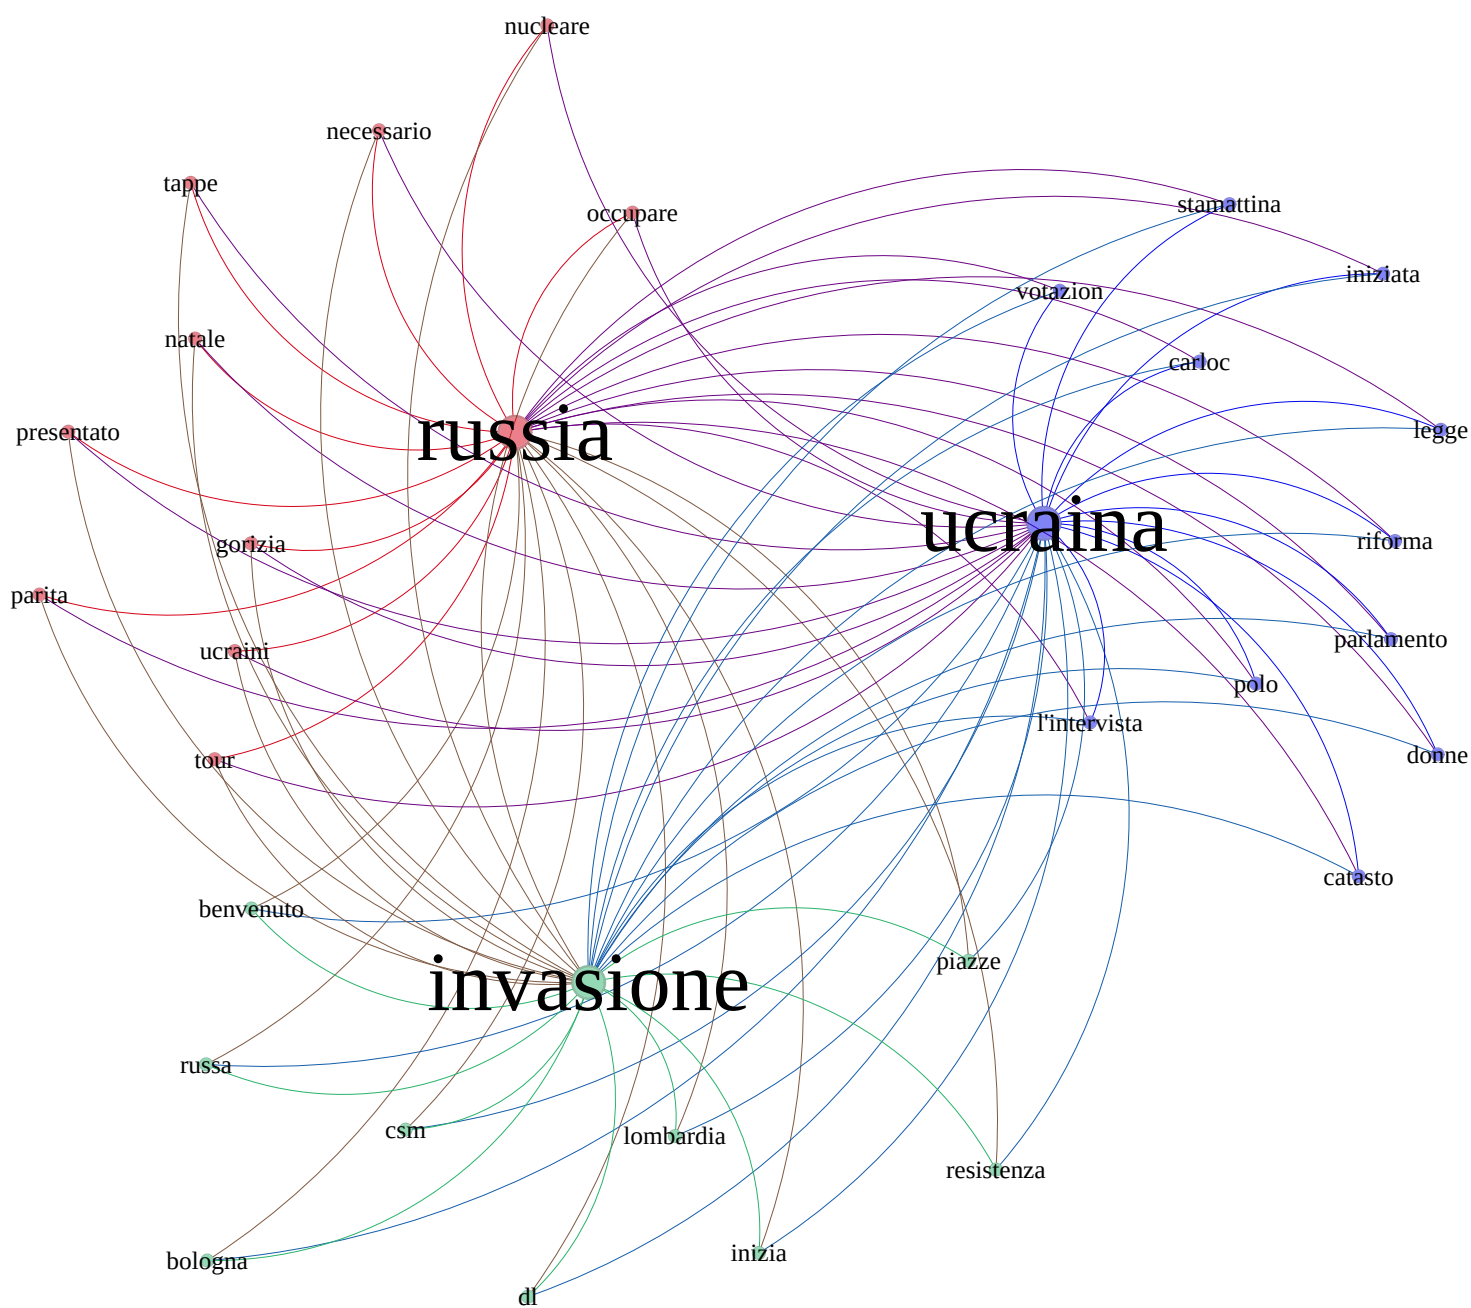 nucleare
necessario
tappe
stamattina
occupare
iniziata
votazion
natale
carloc
presentato
russia
legge
ucraina
gorizia
riforma
parita
parlamento
ucraini
polo
l'intervista
donne
tour
catasto
benvenuto
piazze
invasione
russa
csm
lombardia
resistenza
inizia
bologna
dl